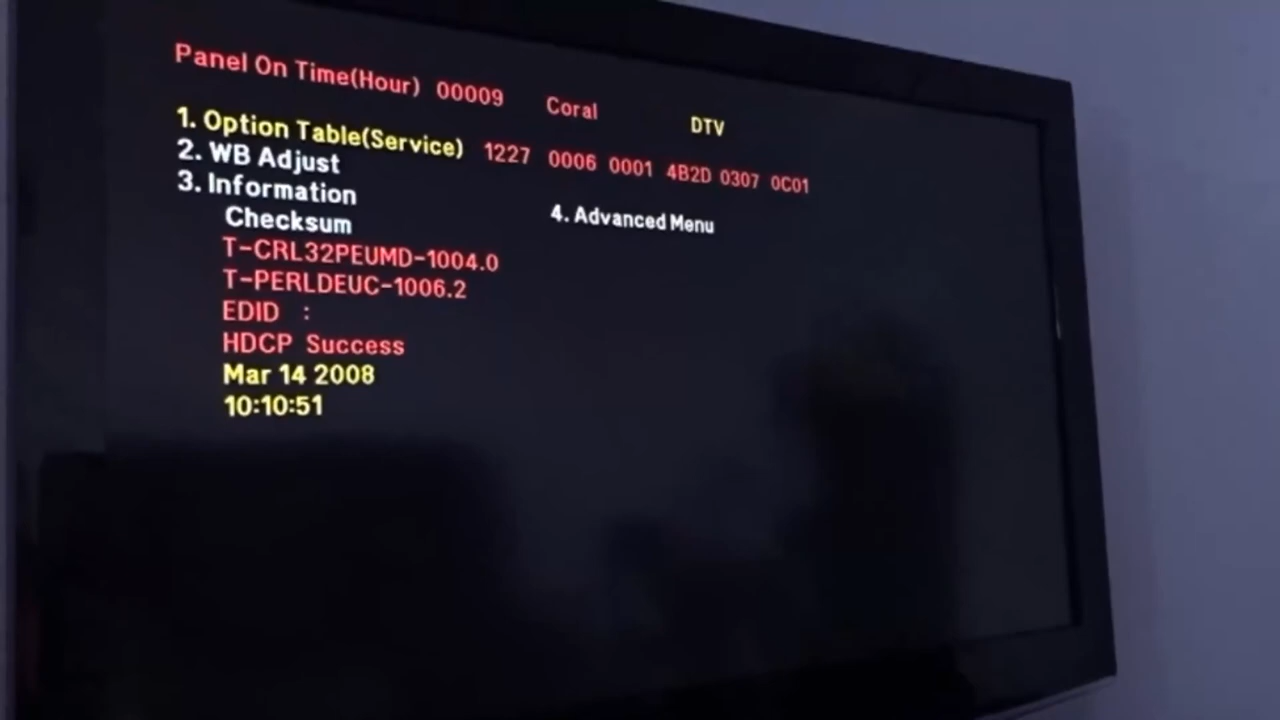 Panel On Time(Hour) 00009 Coral DTV
1. Option Table(Service) 1227 0006 0001 4B2D 0307 0C01
2. WB Adjust
3. Information
4. Advanced Menu
Checksum
T-CRL32PEUMD-1004.0
T-PERLDEUC-1006.2
EDID :
HDCP Success
Mar 14 2008
10:10:51